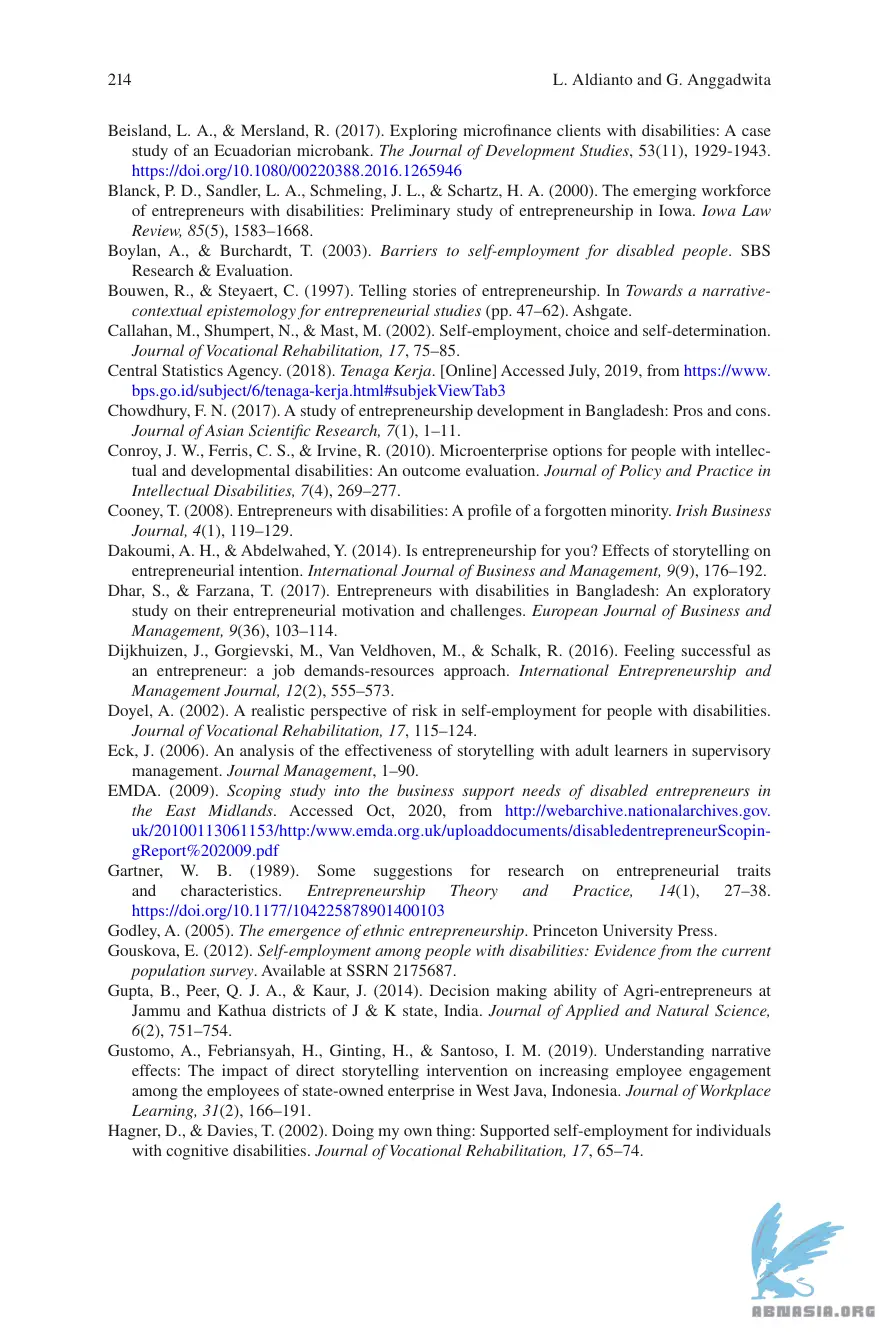 214
L. Aldianto and G. Anggadwita
Beisland, L. A., & Mersland, R. (2017). Exploring microfinance clients with disabilities: A case
study of an Ecuadorian microbank. The Journal of Development Studies, 53(11), 1929-1943.
https://doi.org/10.1080/00220388.2016.1265946
Blanck, P. D., Sandler, L. A., Schmeling, J. L., & Schartz, H. A. (2000). The emerging workforce
of entrepreneurs with disabilities: Preliminary study of entrepreneurship in Iowa. Iowa Law
Review, 85(5), 1583–1668.
Boylan, A., & Burchardt, T. (2003). Barriers to self-employment for disabled people. SBS
Research & Evaluation.
Bouwen, R., & Steyaert, C. (1997). Telling stories of entrepreneurship. In Towards a narrative-
contextual epistemology for entrepreneurial studies (pp. 47–62). Ashgate.
Callahan, M., Shumpert, N., & Mast, M. (2002). Self-employment, choice and self-determination.
Journal of Vocational Rehabilitation, 17, 75–85.
Central Statistics Agency. (2018). Tenaga Kerja. [Online] Accessed July, 2019, from https://www.
bps.go.id/subject/6/tenaga-kerja.html#subjekViewTab3
Chowdhury, F. N. (2017). A study of entrepreneurship development in Bangladesh: Pros and cons.
Journal of Asian Scientific Research, 7(1), 1–11.
Conroy, J. W., Ferris, C. S., & Irvine, R. (2010). Microenterprise options for people with intellec-
tual and developmental disabilities: An outcome evaluation. Journal of Policy and Practice in
Intellectual Disabilities, 7(4), 269–277.
Cooney, T. (2008). Entrepreneurs with disabilities: A profile of a forgotten minority. Irish Business
Journal, 4(1), 119–129.
Dakoumi, A. H., & Abdelwahed, Y. (2014). Is entrepreneurship for you? Effects of storytelling on
entrepreneurial intention. International Journal of Business and Management, 9(9), 176–192.
Dhar, S., & Farzana, T. (2017). Entrepreneurs with disabilities in Bangladesh: An exploratory
study on their entrepreneurial motivation and challenges. European Journal of Business and
Management, 9(36), 103–114.
Dijkhuizen, J., Gorgievski, M., Van Veldhoven, M., & Schalk, R. (2016). Feeling successful as
an entrepreneur: a job demands-resources approach. International Entrepreneurship and
Management Journal, 12(2), 555–573.
Doyel, A. (2002). A realistic perspective of risk in self-employment for people with disabilities.
Journal of Vocational Rehabilitation, 17, 115–124.
Eck, J. (2006). An analysis of the effectiveness of storytelling with adult learners in supervisory
management. Journal Management, 1–90.
EMDA. (2009). Scoping study into the business support needs of disabled entrepreneurs in
the East Midlands. Accessed Oct, 2020, from http://webarchive.nationalarchives.gov.
uk/20100113061153/http:/www.emda.org.uk/uploaddocuments/disabledentrepreneurScopin-
gReport%202009.pdf
Gartner, W. B. (1989). Some suggestions for research on entrepreneurial traits
and characteristics. Entrepreneurship Theory and Practice, 14(1), 27–38.
https://doi.org/10.1177/104225878901400103
Godley, A. (2005). The emergence of ethnic entrepreneurship. Princeton University Press.
Gouskova, E. (2012). Self-employment among people with disabilities: Evidence from the current
population survey. Available at SSRN 2175687.
Gupta, B., Peer, Q. J. A., & Kaur, J. (2014). Decision making ability of Agri-entrepreneurs at
Jammu and Kathua districts of J & K state, India. Journal of Applied and Natural Science,
6(2), 751–754.
Gustomo, A., Febriansyah, H., Ginting, H., & Santoso, I. M. (2019). Understanding narrative
effects: The impact of direct storytelling intervention on increasing employee engagement
among the employees of state-owned enterprise in West Java, Indonesia. Journal of Workplace
Learning, 31(2), 166–191.
Hagner, D., & Davies, T. (2002). Doing my own thing: Supported self-employment for individuals
with cognitive disabilities. Journal of Vocational Rehabilitation, 17, 65–74.
ABNASIA.ORG